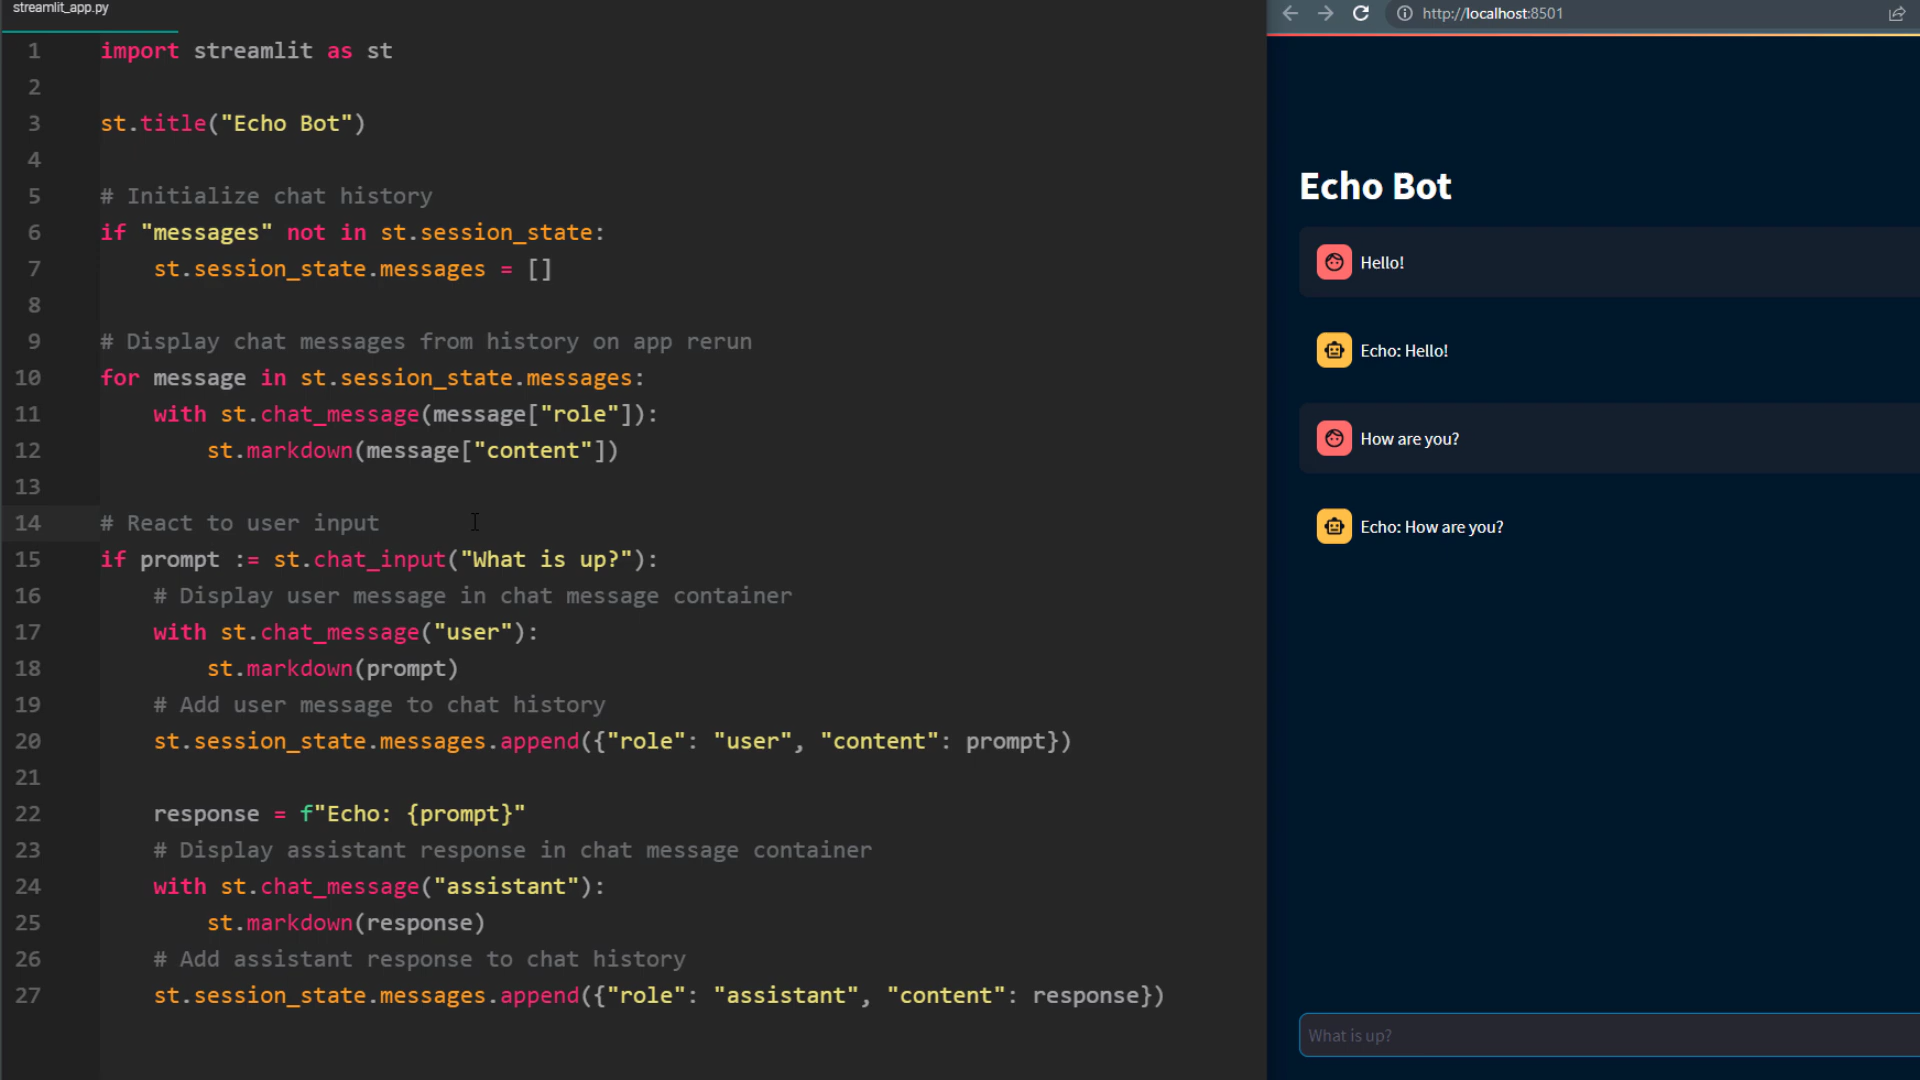 streamlit_app.py
1 import streamlit as st
2
3 st.title("Echo Bot")
4
5 # Initialize chat history
6 if "messages" not in st.session_state:
7     st.session_state.messages = []
8
9 # Display chat messages from history on app rerun
10 for message in st.session_state.messages:
11     with st.chat_message(message["role"]):
12         st.markdown(message["content"])
13
14 # React to user input
15 if prompt := st.chat_input("What is up?"):
16     # Display user message in chat message container
17     with st.chat_message("user"):
18         st.markdown(prompt)
19     # Add user message to chat history
20     st.session_state.messages.append({"role": "user", "content": prompt})
21
22     response = f"Echo: {prompt}"
23     # Display assistant response in chat message container
24     with st.chat_message("assistant"):
25         st.markdown(response)
26     # Add assistant response to chat history
27     st.session_state.messages.append({"role": "assistant", "content": response})
http://localhost:8501
Echo Bot
Hello!
Echo: Hello!
How are you?
Echo: How are you?
What is up?